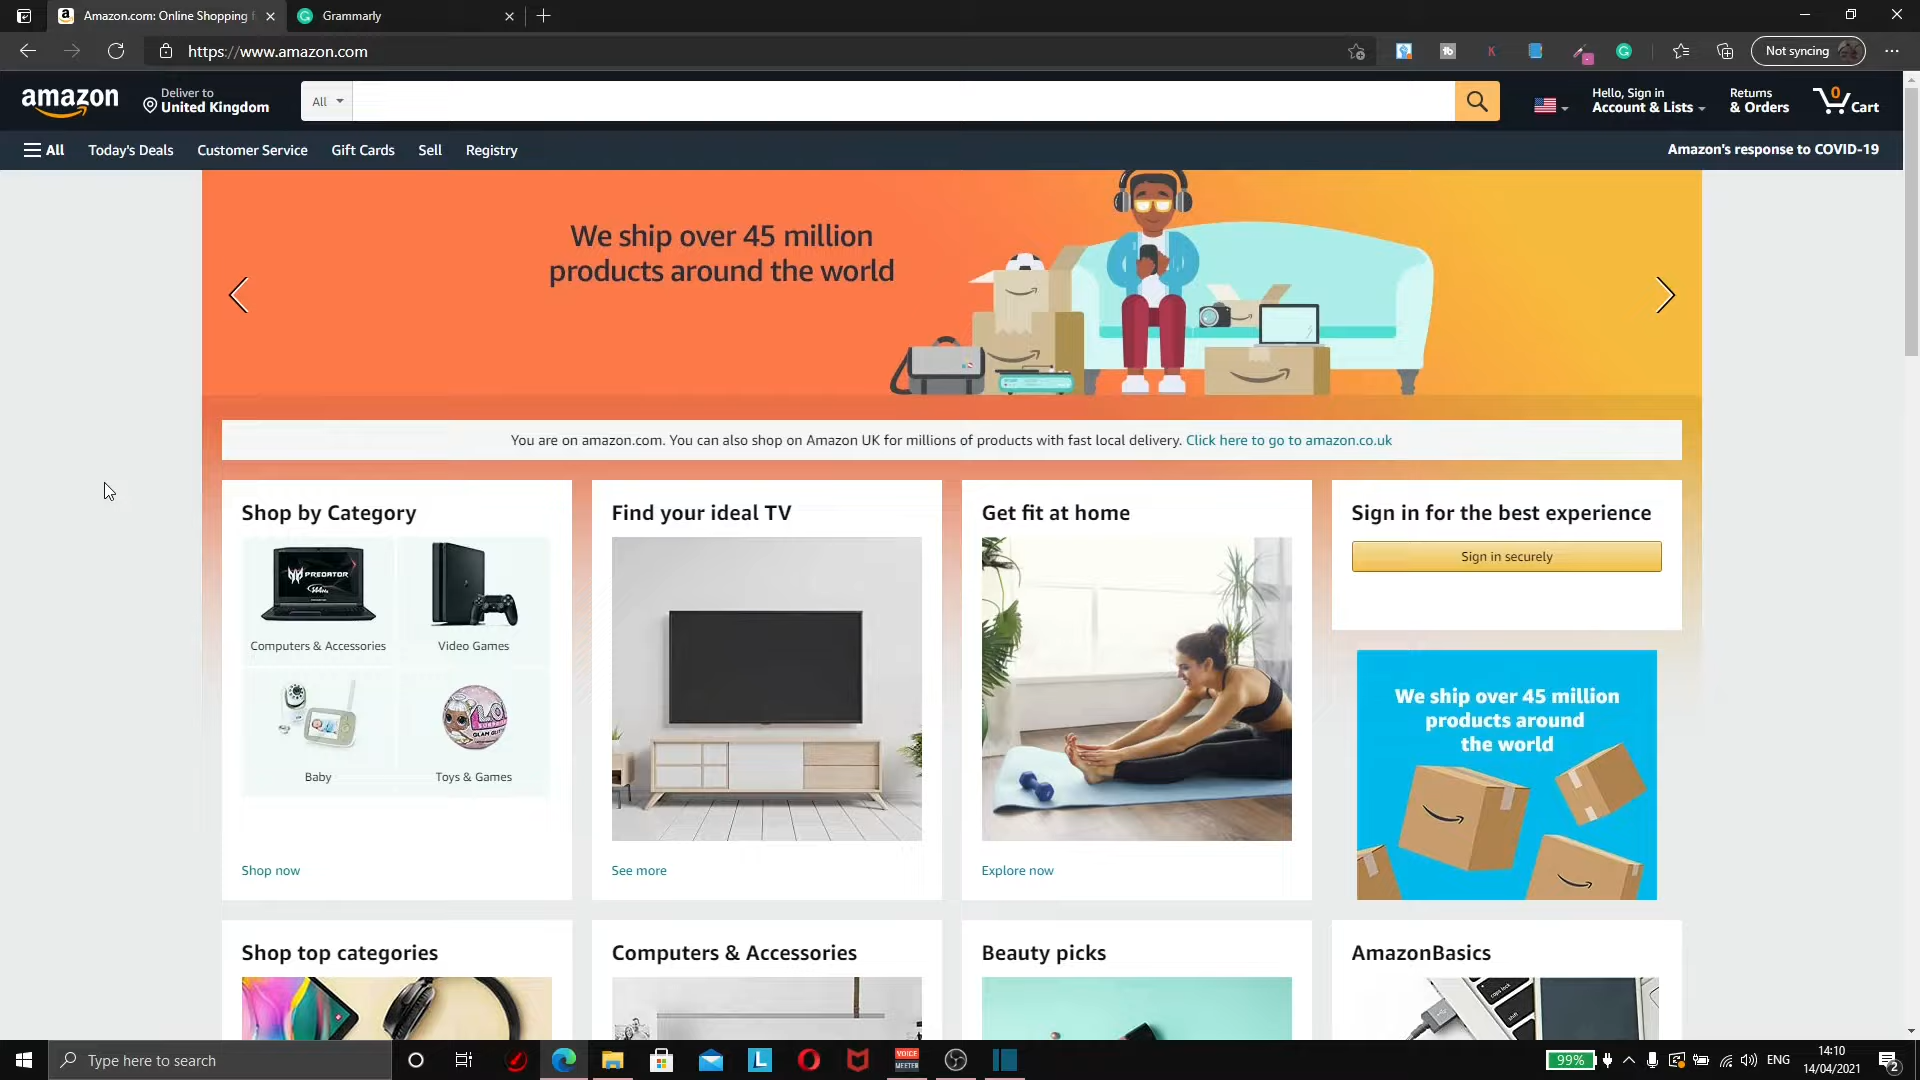 Amazon.com: Online Shopping f
Grammarly
https://www.amazon.com
Not syncing
amazon
Deliver to
United Kingdom
All
Hello, Sign in
Account & Lists
Returns
& Orders
0
Cart
All
Today's Deals
Customer Service
Gift Cards
Sell
Registry
Amazon's response to COVID-19
We ship over 45 million
products around the world
You are on amazon.com. You can also shop on Amazon UK for millions of products with fast local delivery. Click here to go to amazon.co.uk
Shop by Category
PREDATOR
Computers & Accessories
Video Games
Baby
Toys & Games
Shop now
Find your ideal TV
See more
Get fit at home
Explore now
Sign in for the best experience
Sign in securely
We ship over 45 million
products around
the world
Shop top categories
Computers & Accessories
Beauty picks
AmazonBasics
caps lock
shift
Type here to search
L
VOICE
MEETER
99%
ENG
14:10
14/04/2021
2